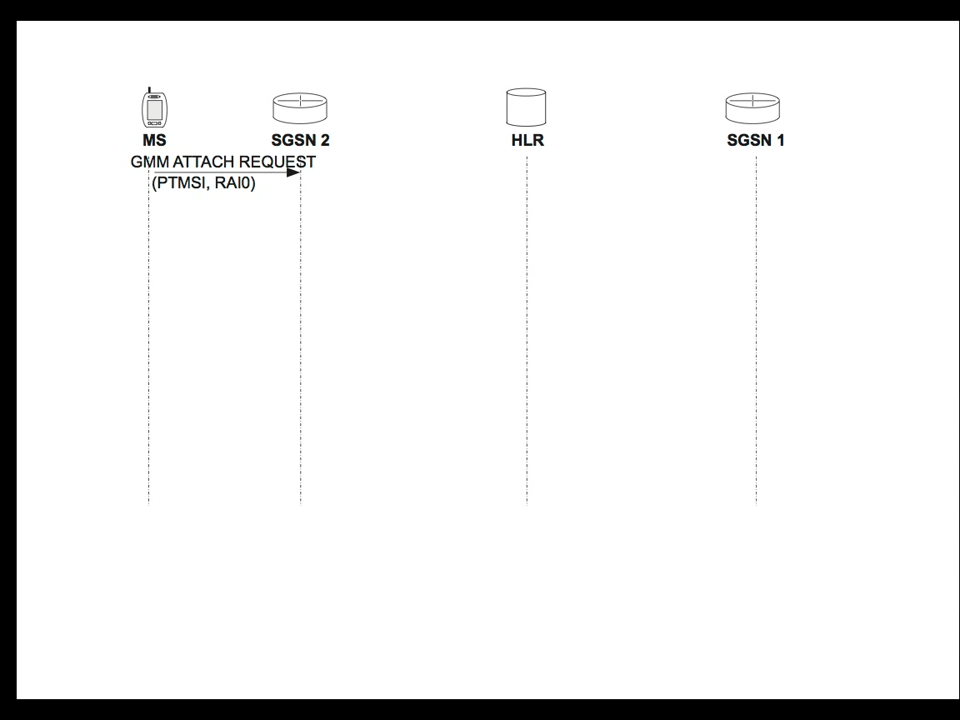 MS
SGSN 2
HLR
SGSN 1
GMM ATTACH REQUEST
(PTMSI, RAI0)